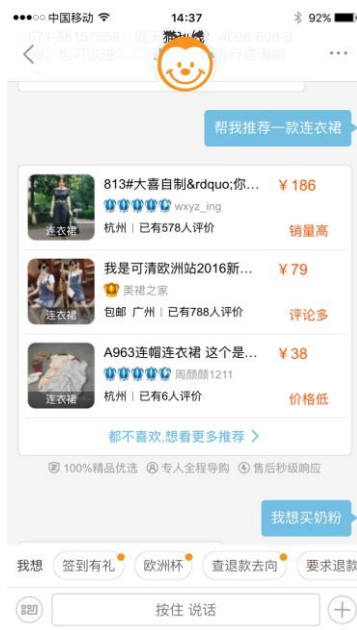 中国移动 14:37 92%
帮我推荐一款连衣裙
813#大喜自制&rdquo;你... ¥186
wxyz_ing
连衣裙 杭州 | 已有578人评价 销量高
我是可清欧洲站2016新... ¥79
美裙之家
连衣裙 包邮 广州 | 已有788人评价 评论多
A963连帽连衣裙 这个是... ¥38
周颜颜1211
连衣裙 杭州 | 已有6人评价 价格低
都不喜欢,想看更多推荐
100%精品优选 专人全程导购 售后秒级响应
我想买奶粉
我想 签到有礼 欧洲杯 查退款去向 要求退款
按住 说话